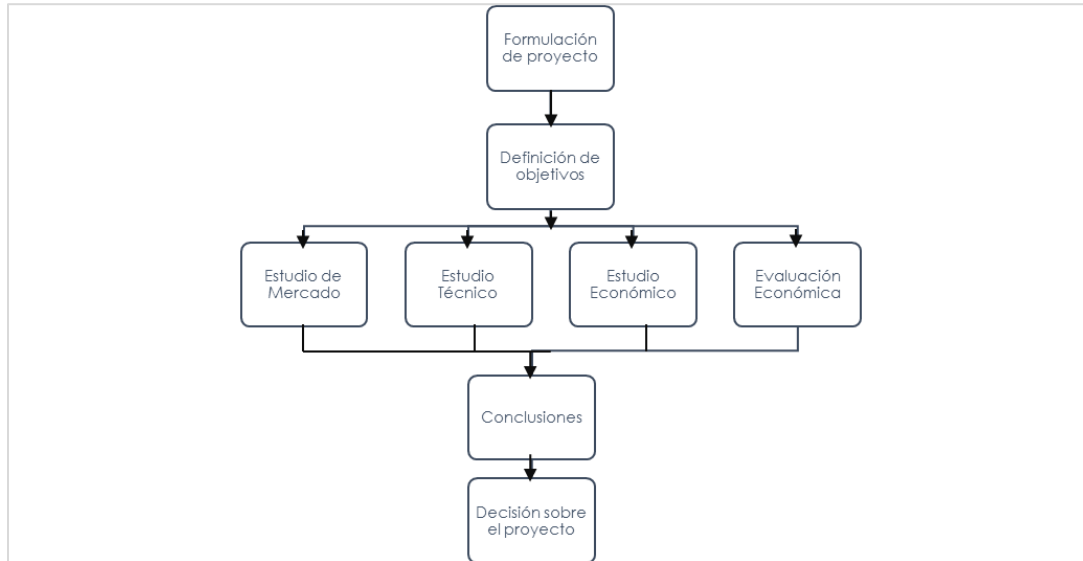 Formulación
de proyecto
Definición de
objetivos
Estudio de
Mercado
Estudio
Técnico
Estudio
Económico
Evaluación
Económica
Conclusiones
Decisión sobre
el proyecto